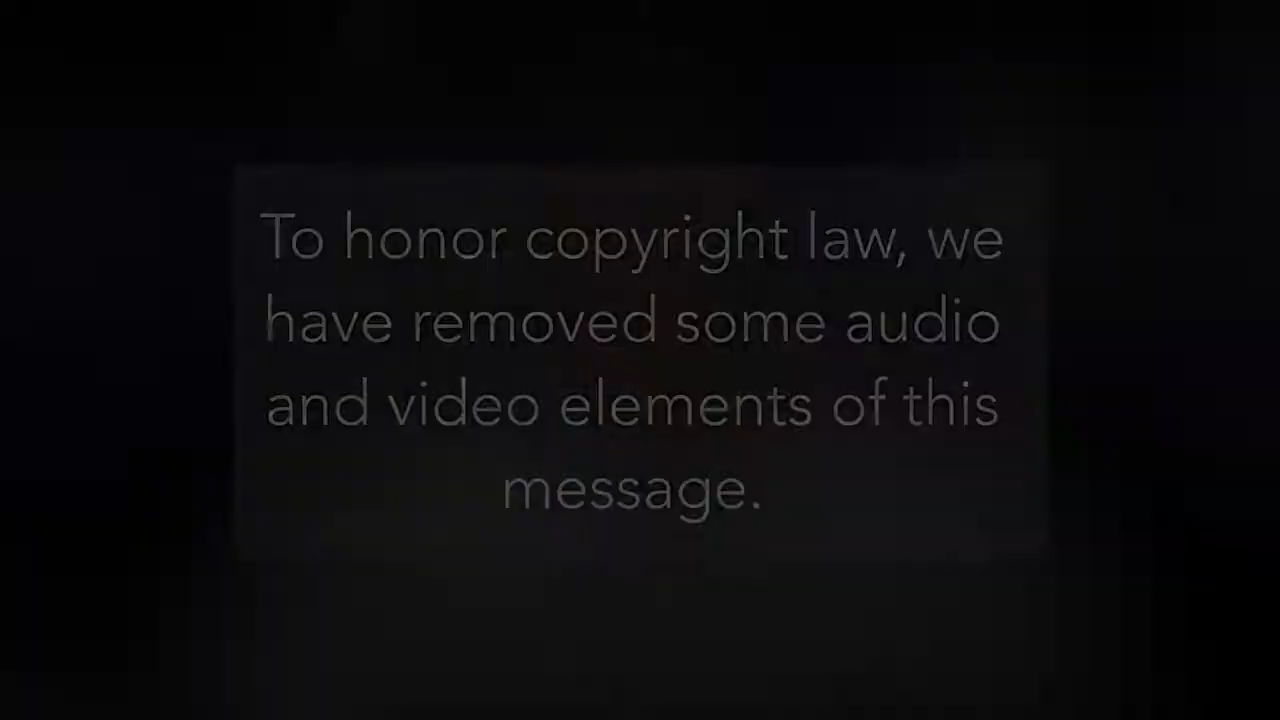 To honor copyright law, we
have removed some audio
and video elements of this
message.